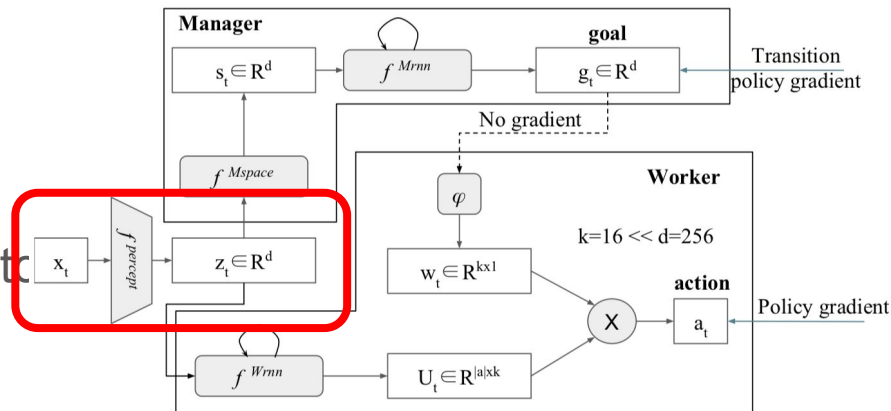 Manager
goal
s_t ∈ R^d
f^Mrnn
g_t ∈ R^d
Transition
policy gradient
No gradient
f^Mspace
Worker
φ
k=16 << d=256
x_t
f^percept
z_t ∈ R^d
w_t ∈ R^kx1
action
Policy gradient
X
a_t
f^Wrnn
U_t ∈ R^|a|xk